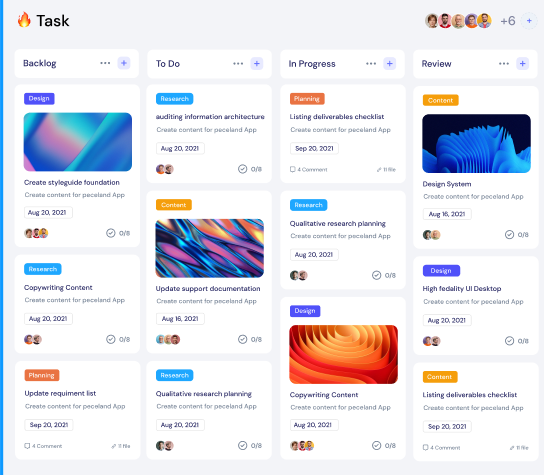 Task
+6
+
Backlog
+
Design
Create styleguide foundation
Create content for peceland App
Aug 20, 2021
0/8
Research
Copywriting Content
Create content for peceland App
Aug 20, 2021
0/8
Planning
Update requiment list
Create content for peceland App
Sep 20, 2021
4 Comment
11 file
To Do
+
Research
auditing information architecture
Create content for peceland App
Aug 20, 2021
0/8
Content
Update support documentation
Create content for peceland App
Aug 16, 2021
0/8
Research
Qualitative research planning
Create content for peceland App
Aug 20, 2021
0/8
In Progress
+
Planning
Listing deliverables checklist
Create content for peceland App
Sep 20, 2021
4 Comment
11 file
Research
Qualitative research planning
Create content for peceland App
Aug 20, 2021
0/8
Design
Copywriting Content
Create content for peceland App
Aug 20, 2021
0/8
Review
+
Content
Design System
Create content for peceland App
Aug 16, 2021
0/8
Design
High fedality UI Desktop
Create content for peceland App
Aug 20, 2021
0/8
Content
Listing deliverables checklist
Create content for peceland App
Sep 20, 2021
4 Comment
11 file